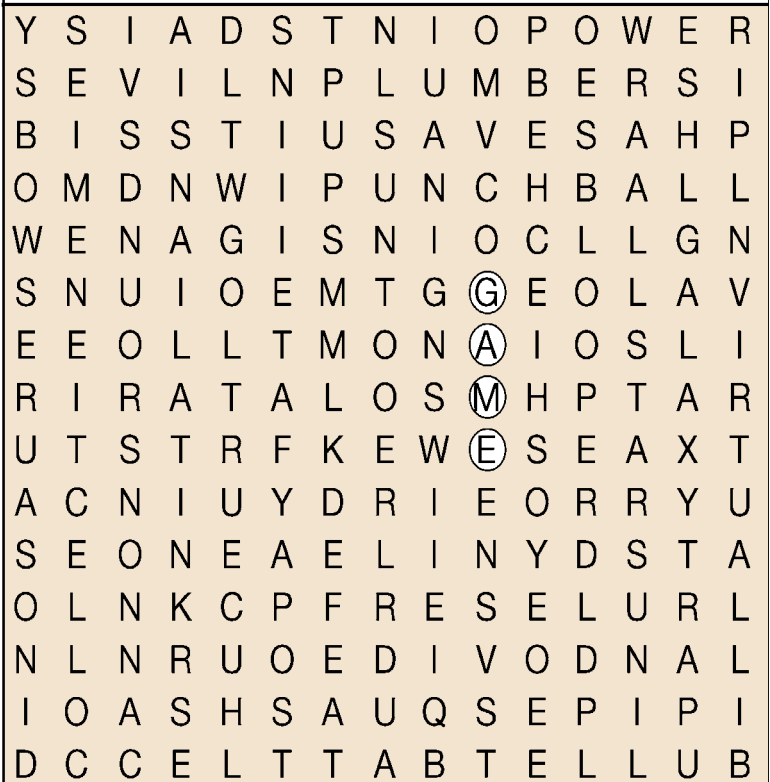 Y S I A D S T N I O P O W E R
S E V I L N P L U M B E R S I
B I S S T I U S A V E S A H P
O M D N W I P U N C H B A L L
W E N A G I S N I O C L L G N
S N U I O E M T G G E O L A V
E E O L L T M O N A I O S L I
R I R A T A L O S M H P T A R
U T S T R F K E W E S E A X T
A C N I U Y D R I E O R R Y U
S E O N E A E L I N Y D S T A
O L N K C P F R E S E L U R L
N L N R U O E D I V O D N A L
I O A S H S A U Q S E P I P I
D C C E L T T A B T E L L U B